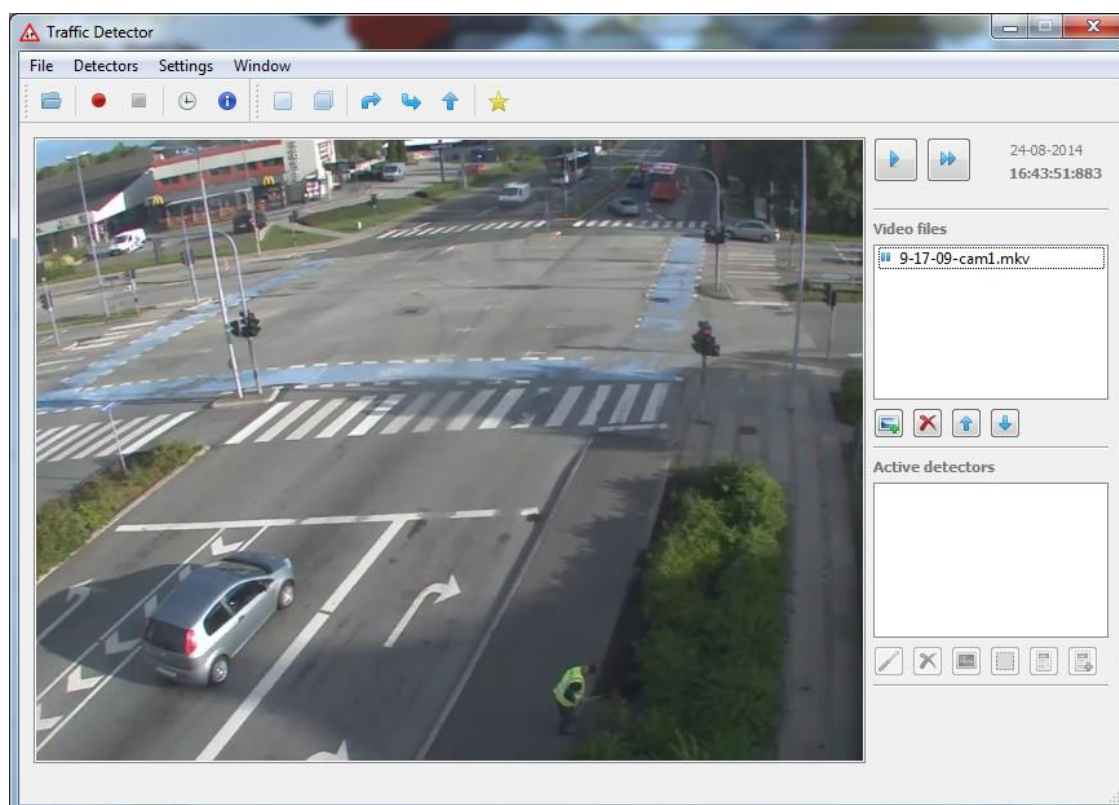 Traffic Detector
File Detectors Settings Window
24-08-2014
16:43:51:883
Video files
9-17-09-cam1.mkv
Active detectors